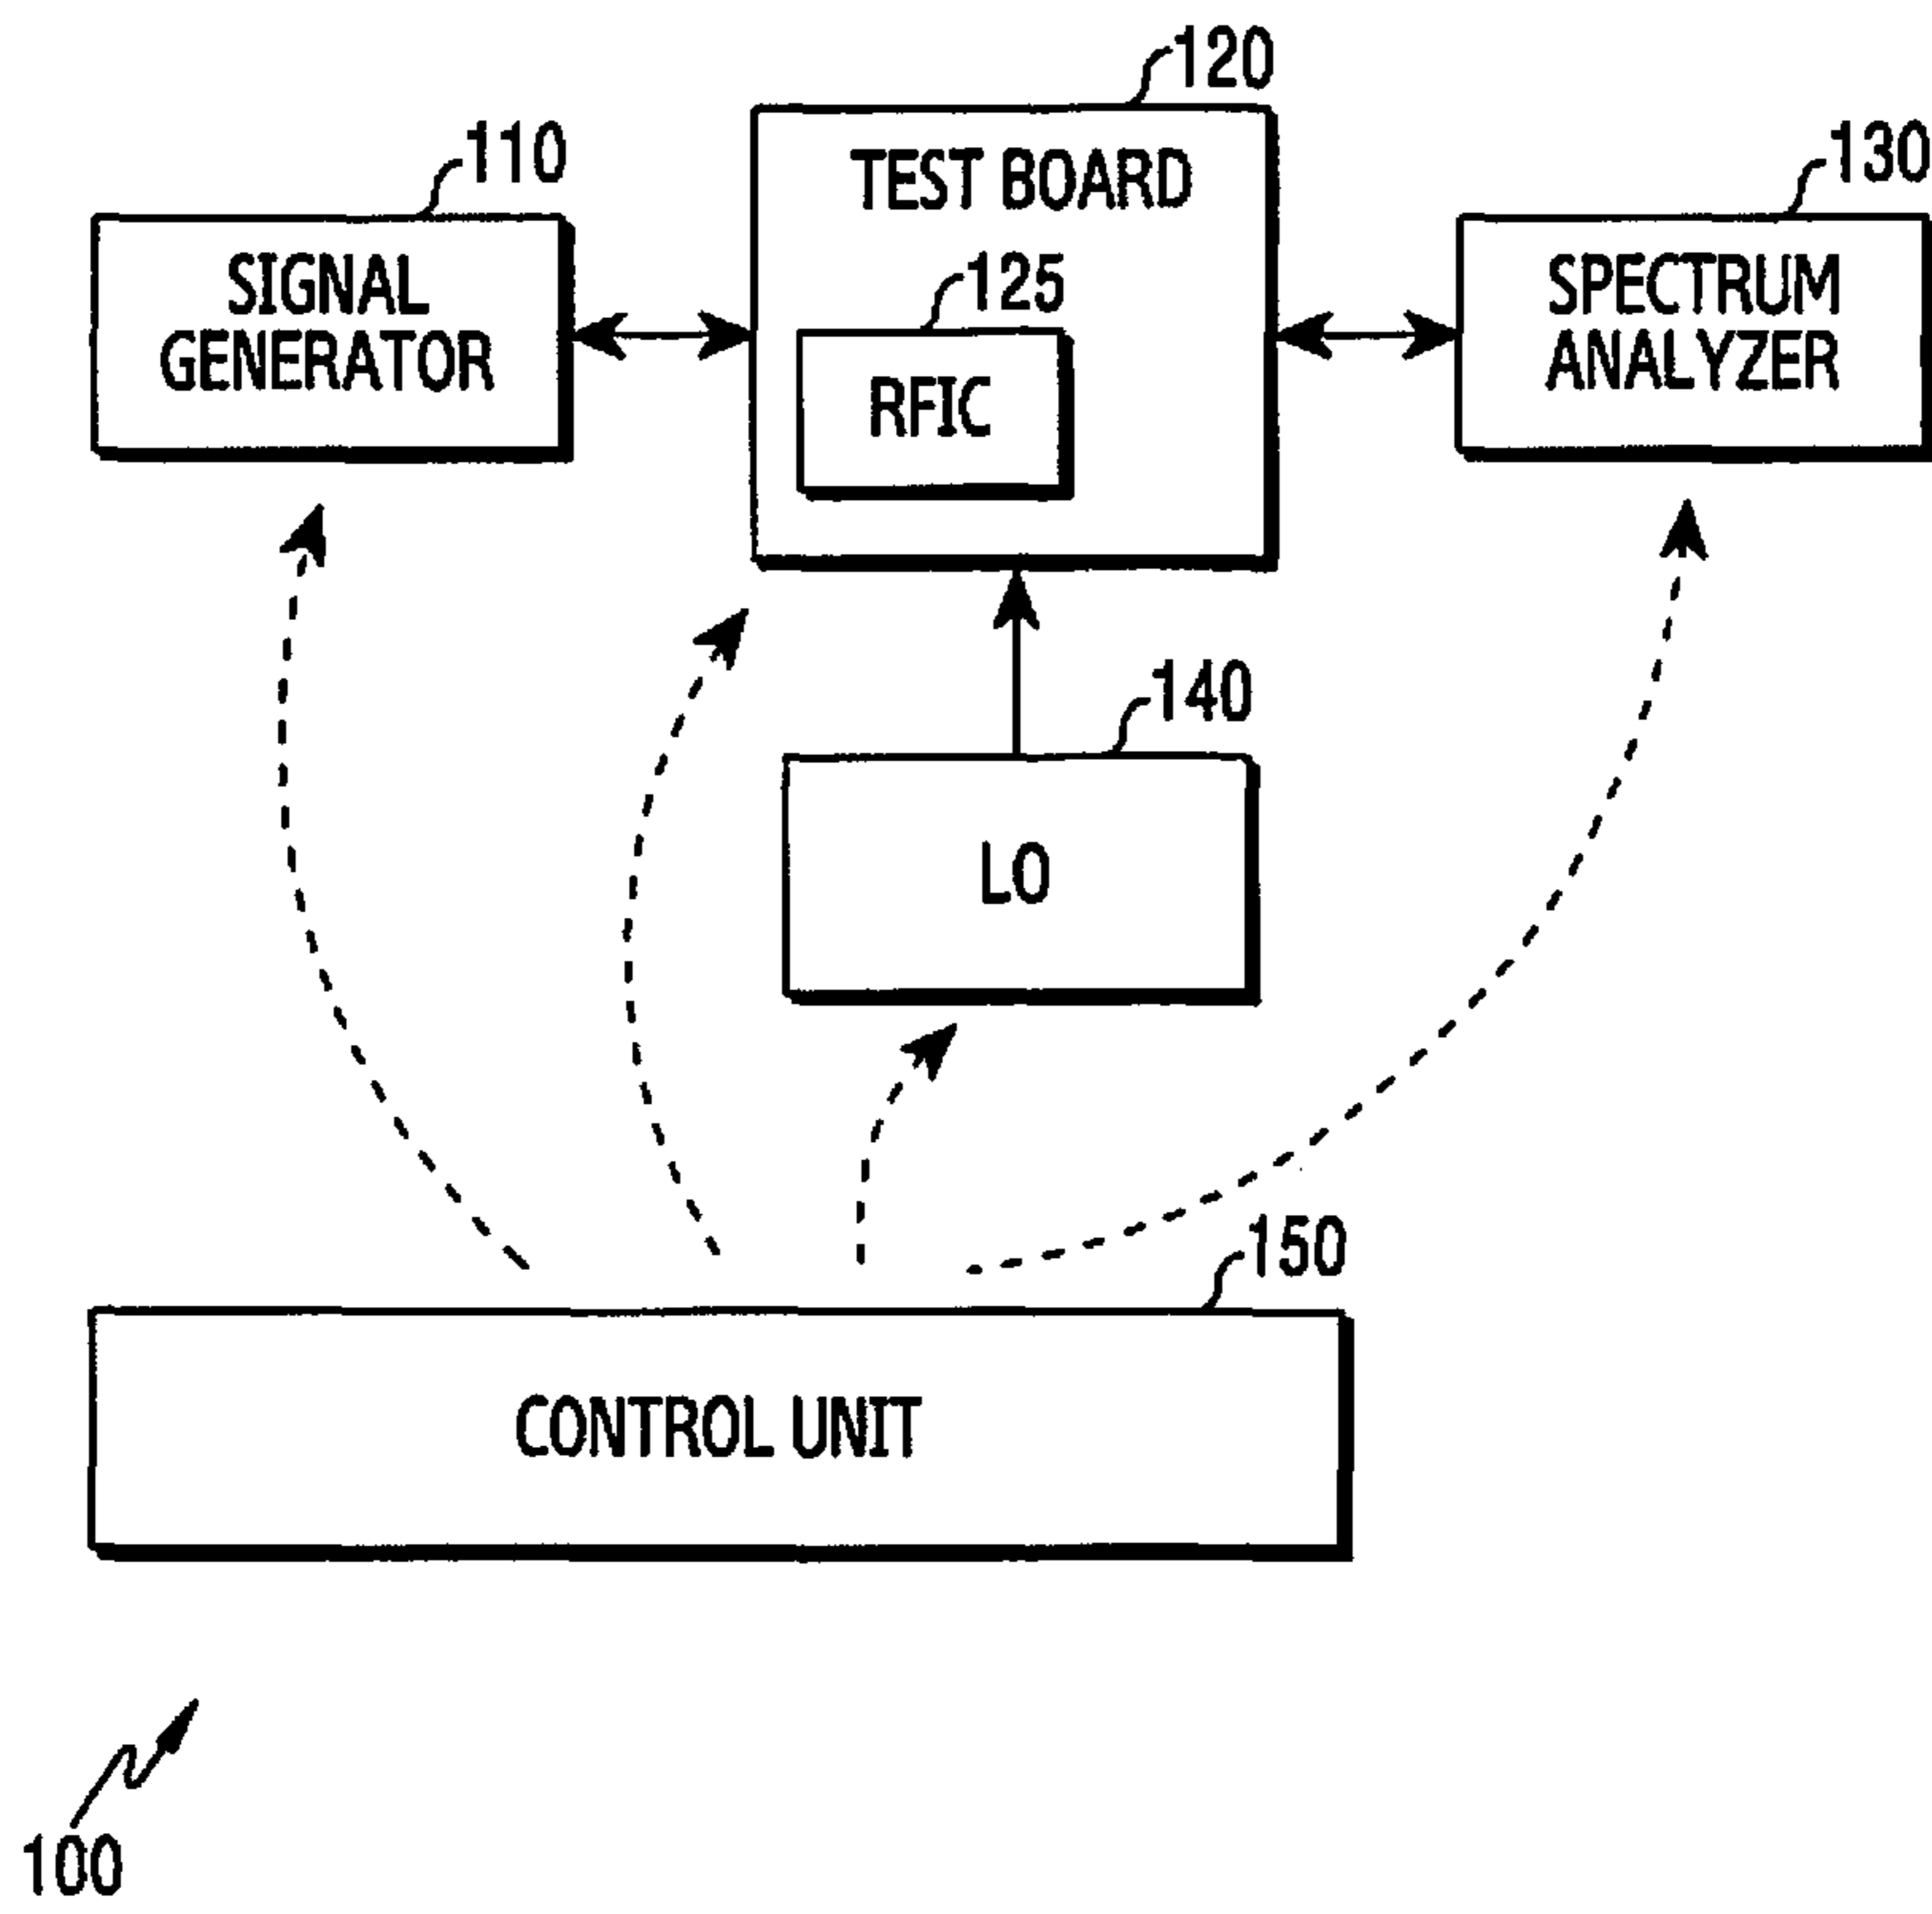 120
110
130
TEST BOARD
SIGNAL
GENERATOR
125
SPECTRUM
ANALYZER
RFIC
140
LO
150
CONTROL UNIT
100